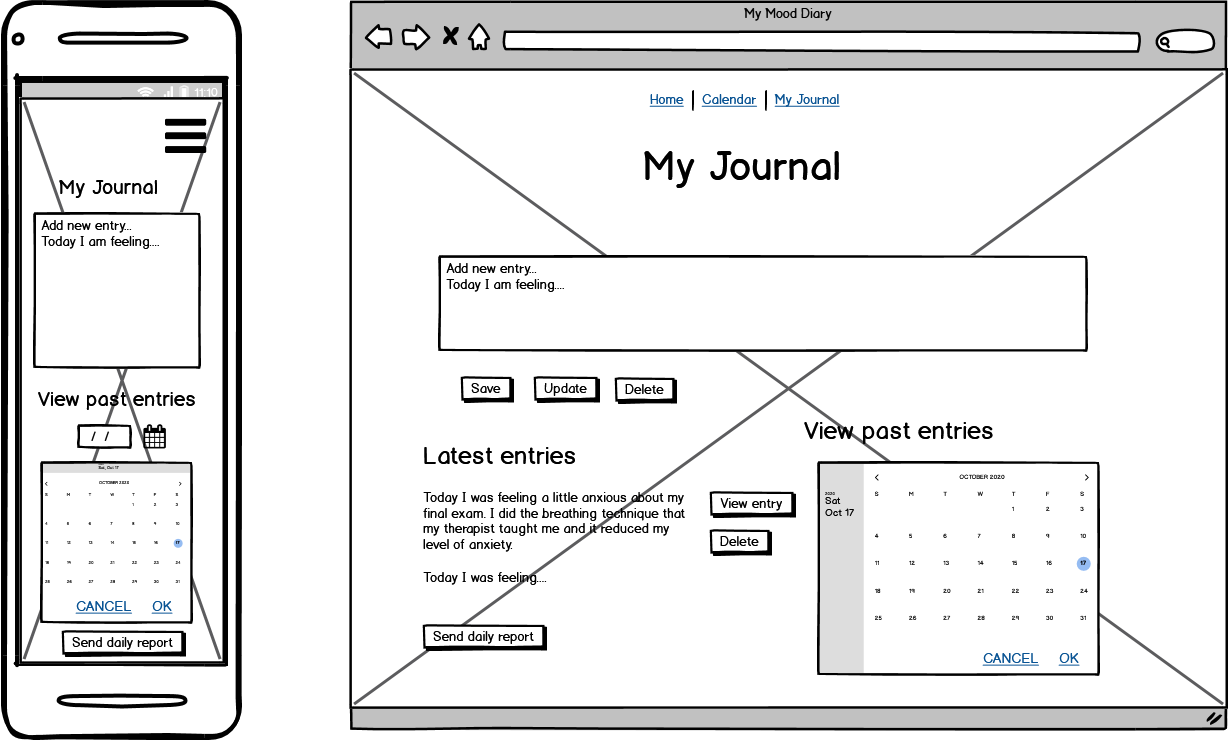 11:10
My Journal
Add new entry...
Today I am feeling....
View past entries
/ /
Sat, Oct 17
OCTOBER 2020
S M T W T F S
1 2 3
4 5 6 7 8 9 10
11 12 13 14 15 16 17
18 19 20 21 22 23 24
25 26 27 28 29 30 31
CANCEL OK
Send daily report
My Mood Diary
Home | Calendar | My Journal
My Journal
Add new entry...
Today I am feeling....
Save Update Delete
Latest entries
Today I was feeling a little anxious about my
final exam. I did the breathing technique that
my therapist taught me and it reduced my
level of anxiety.
Today I was feeling....
View entry
Delete
Send daily report
View past entries
2020
Sat
Oct 17
OCTOBER 2020
S M T W T F S
1 2 3
4 5 6 7 8 9 10
11 12 13 14 15 16 17
18 19 20 21 22 23 24
25 26 27 28 29 30 31
CANCEL OK